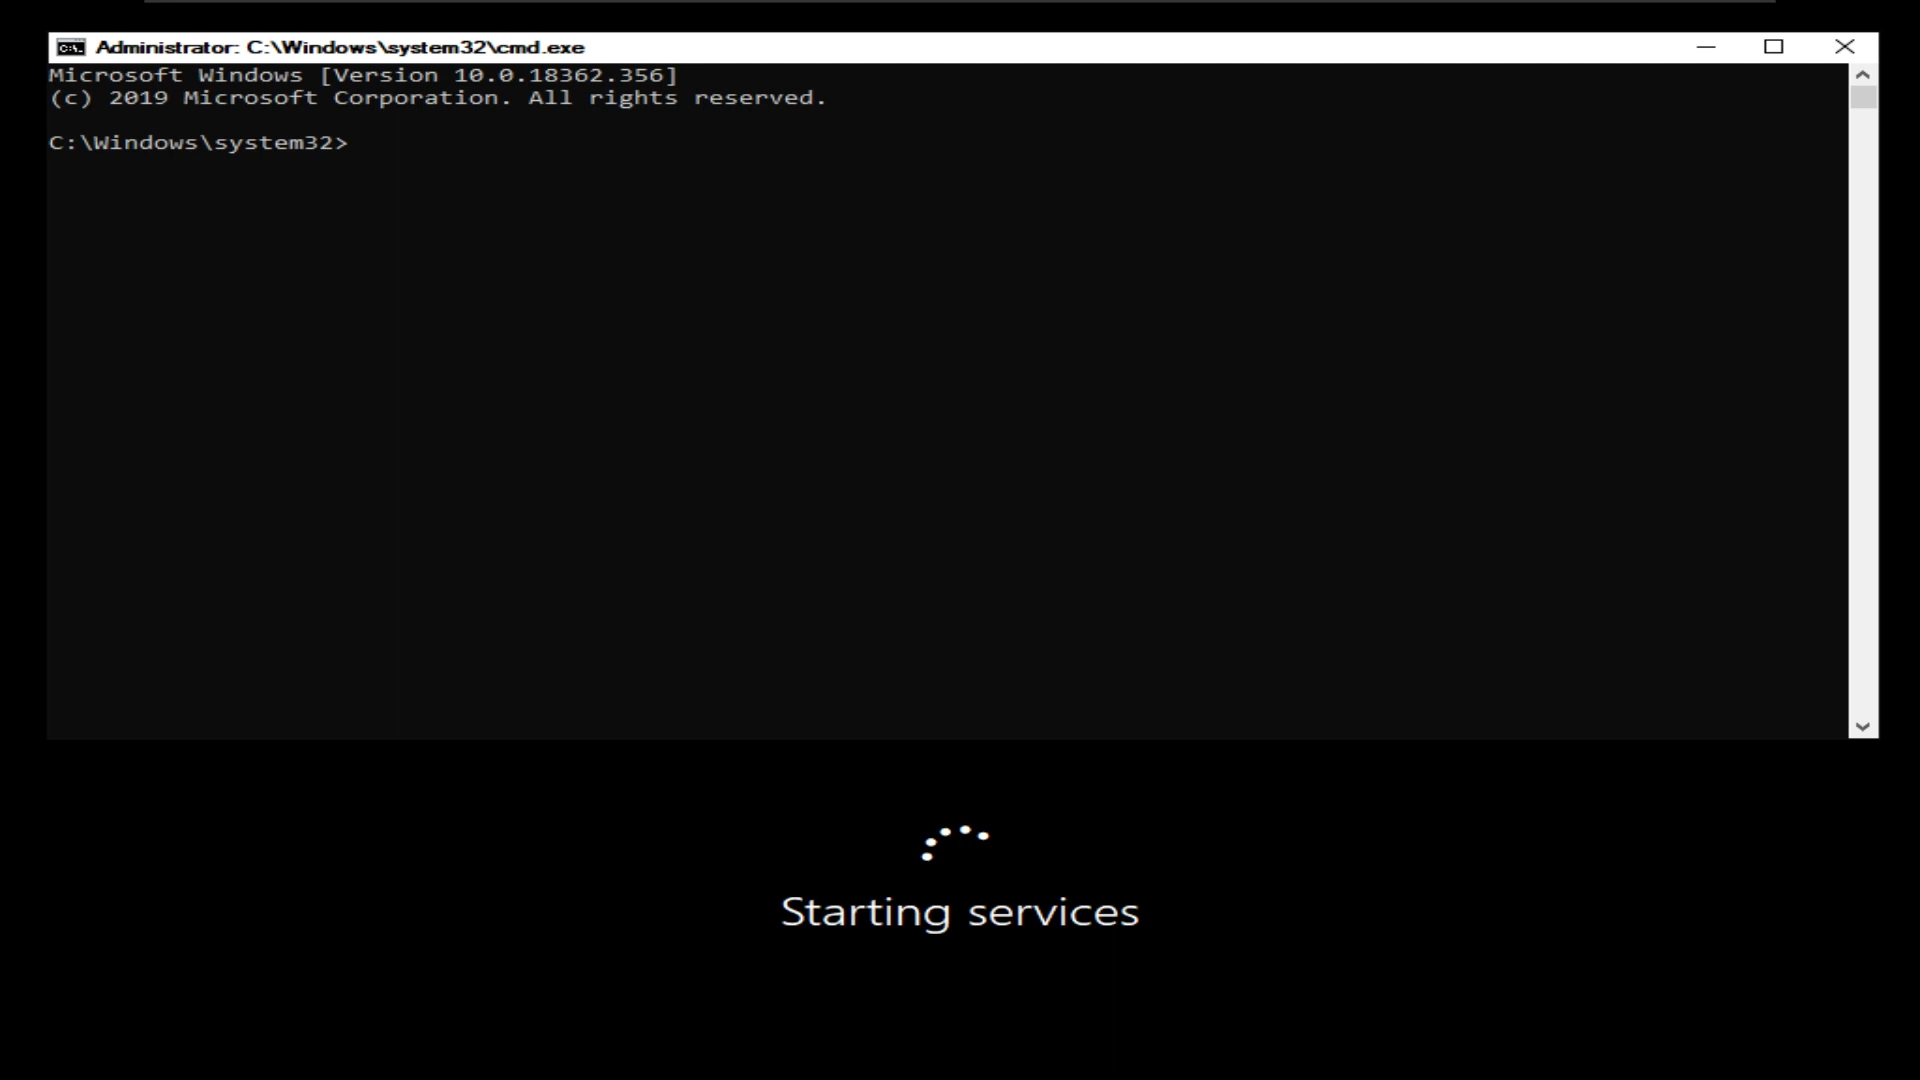 Administrator: C:\Windows\system32\cmd.exe
Microsoft Windows [Version 10.0.18362.356]
(c) 2019 Microsoft Corporation. All rights reserved.
C:\Windows\system32>
Starting services